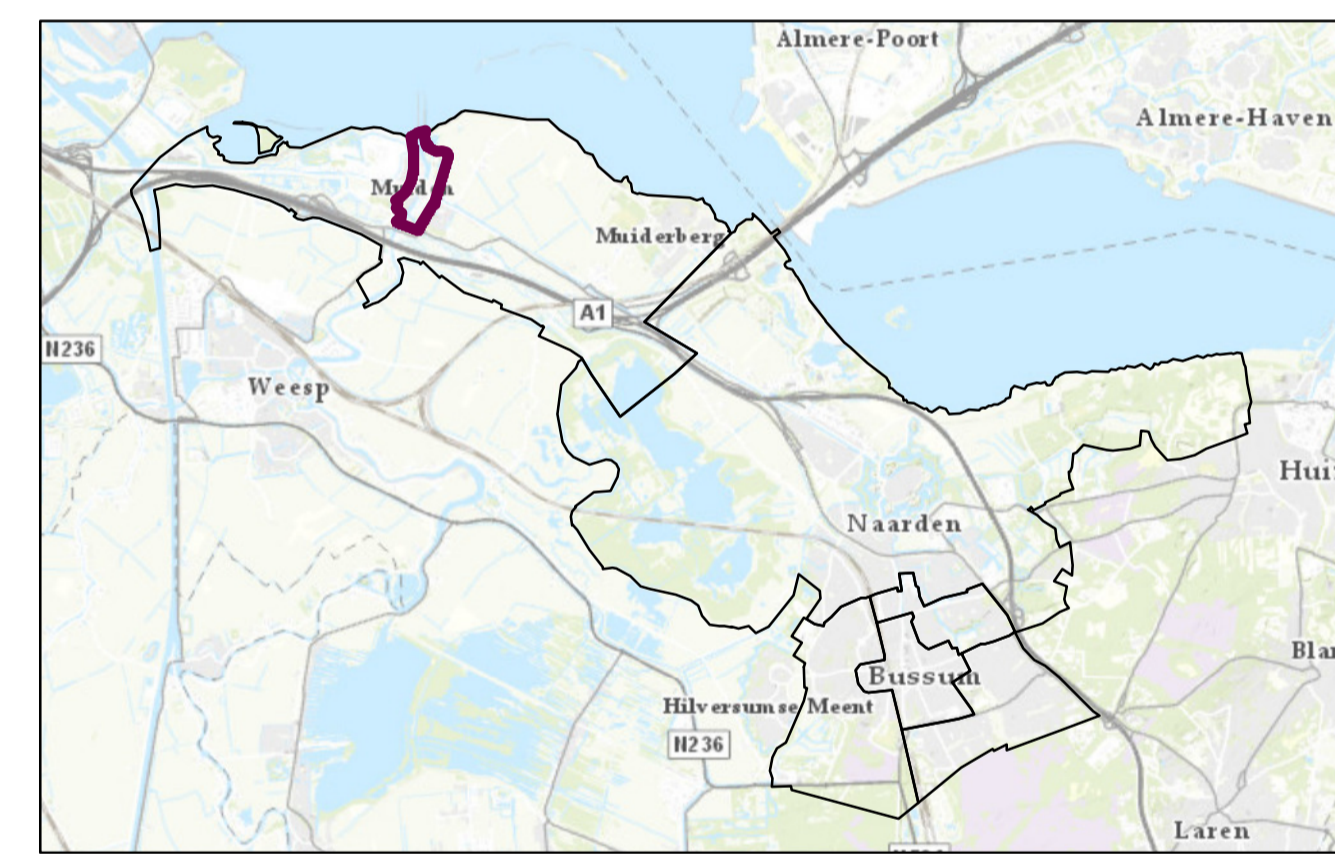 Almere-Poort
Almere-Haven
Muiderberg
A1
N236
Weesp
Naarden
Bussum
Hilversumse Meent
N236
Laren